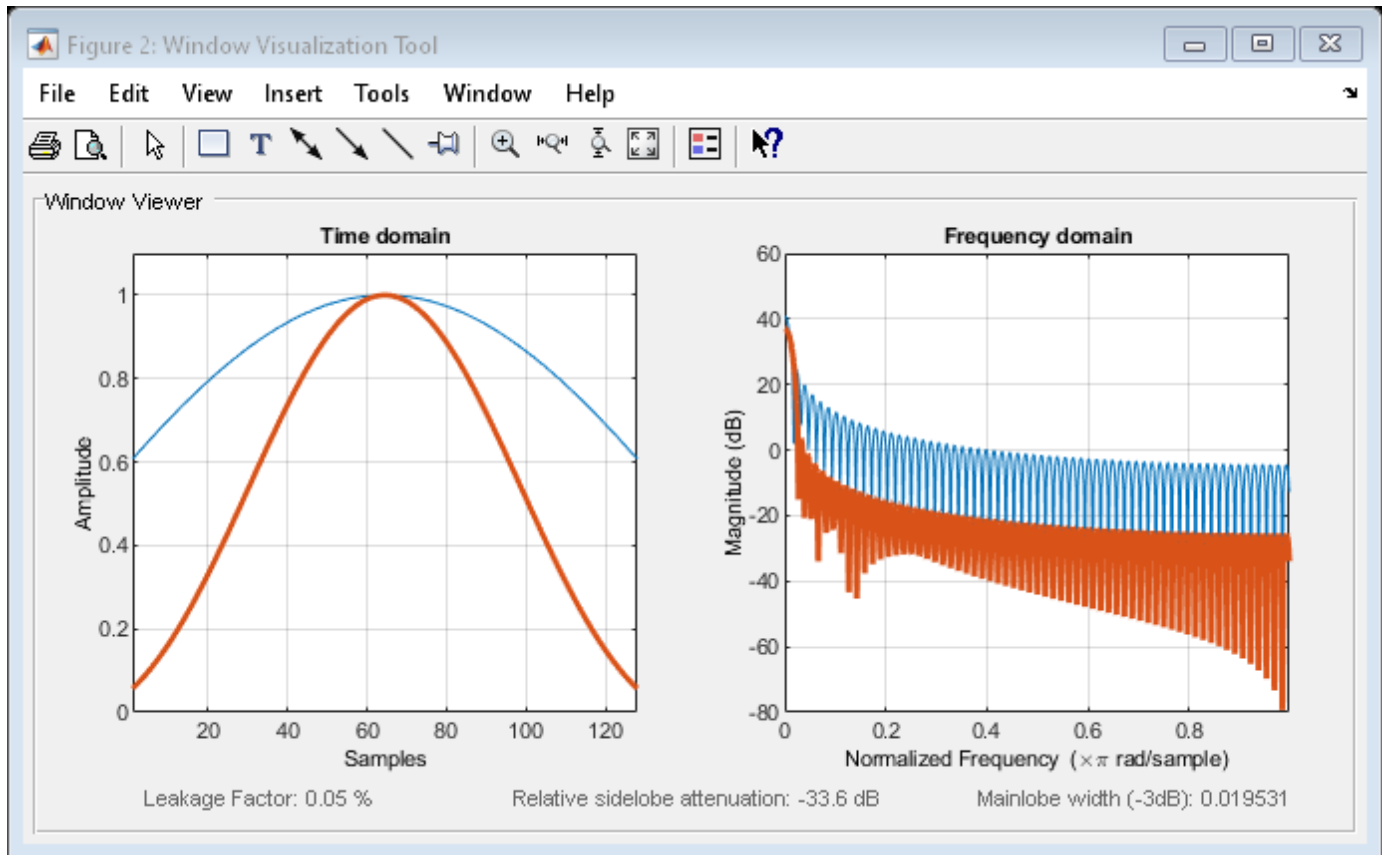 Figure 2: Window Visualization Tool
File Edit View Insert Tools Window Help
T
?
Window Viewer
Time domain
1
0.8
0.6
0.4
0.2
0
Amplitude
20 40 60 80 100 120
Samples
Frequency domain
60
40
20
0
-20
-40
-60
-80
Magnitude (dB)
0 0.2 0.4 0.6 0.8
Normalized Frequency (×π rad/sample)
Leakage Factor: 0.05 % Relative sidelobe attenuation: -33.6 dB Mainlobe width (-3dB): 0.019531